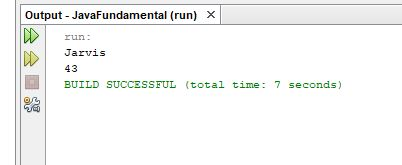 Output - JavaFundamental (run)
run:
Jarvis
43
BUILD SUCCESSFUL (total time: 7 seconds)